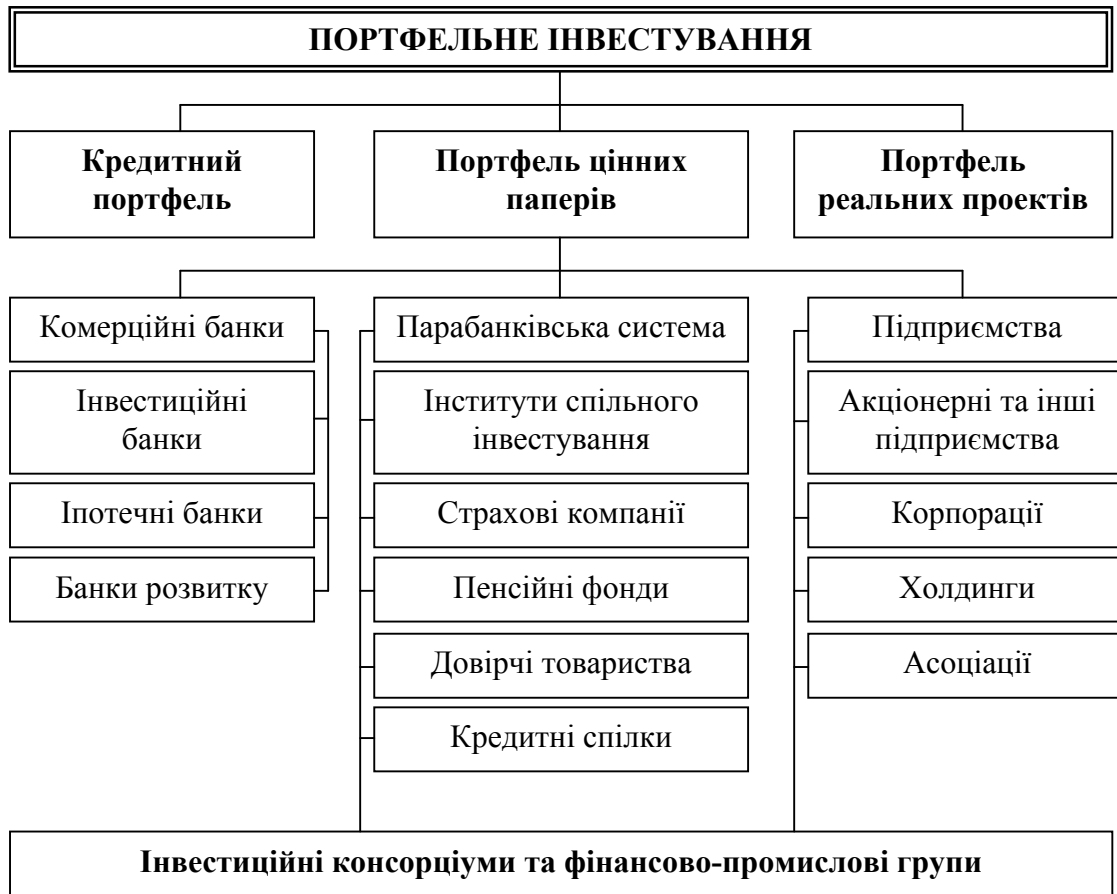 ПОРТФЕЛЬНЕ ІНВЕСТУВАННЯ
Кредитний
портфель
Портфель цінних
паперів
Портфель
реальних проектів
Комерційні банки
Інвестиційні
банки
Іпотечні банки
Банки розвитку
Парабанківська система
Інститути спільного
інвестування
Страхові компанії
Пенсійні фонди
Довірчі товариства
Кредитні спілки
Підприємства
Акціонерні та інші
підприємства
Корпорації
Холдинги
Асоціації
Інвестиційні консорціуми та фінансово-промислові групи